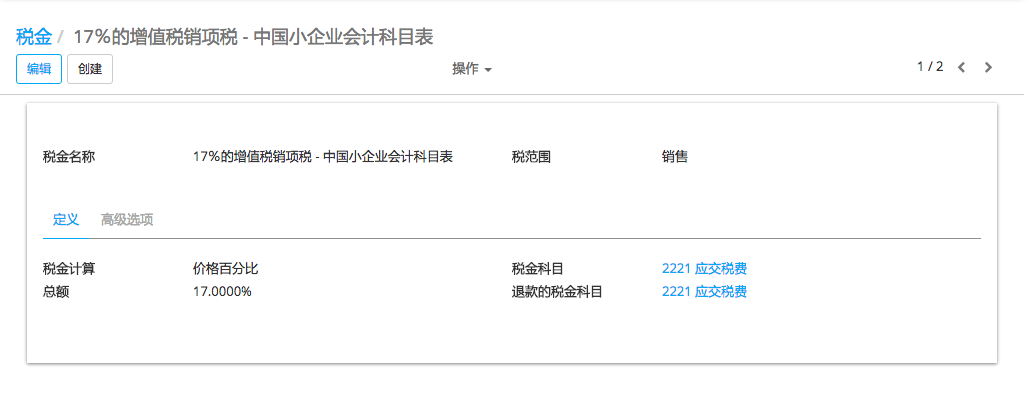 税金 / 17%的增值税销项税 - 中国小企业会计科目表
编辑 创建 操作 1 / 2
税金名称 17%的增值税销项税 - 中国小企业会计科目表 税范围 销售
定义 高级选项
税金计算 价格百分比 税金科目 2221 应交税费
总额 17.0000% 退款的税金科目 2221 应交税费